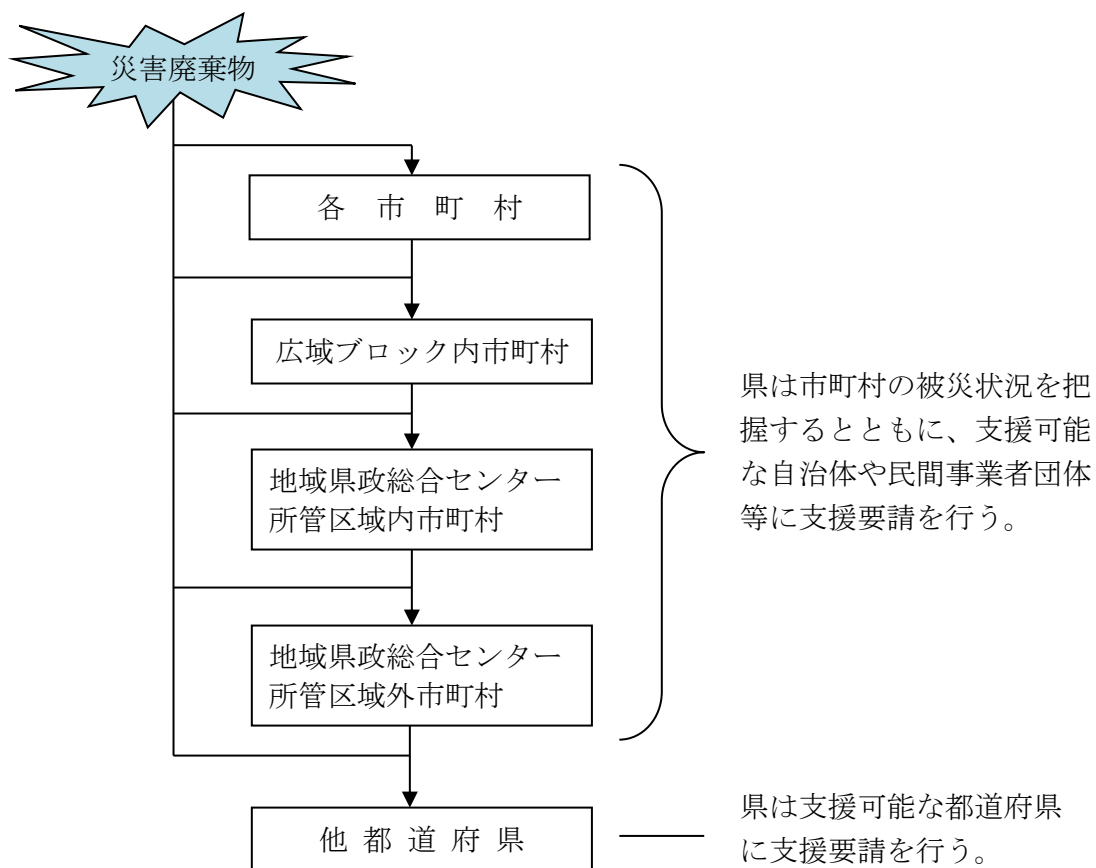 災害廃棄物
各 市 町 村
広域ブロック内市町村
地域県政総合センター
所管区域内市町村
地域県政総合センター
所管区域外市町村
県は市町村の被災状況を把
握するとともに、支援可能
な自治体や民間事業者団体
等に支援要請を行う。
他 都 道 府 県
県は支援可能な都道府県
に支援要請を行う。